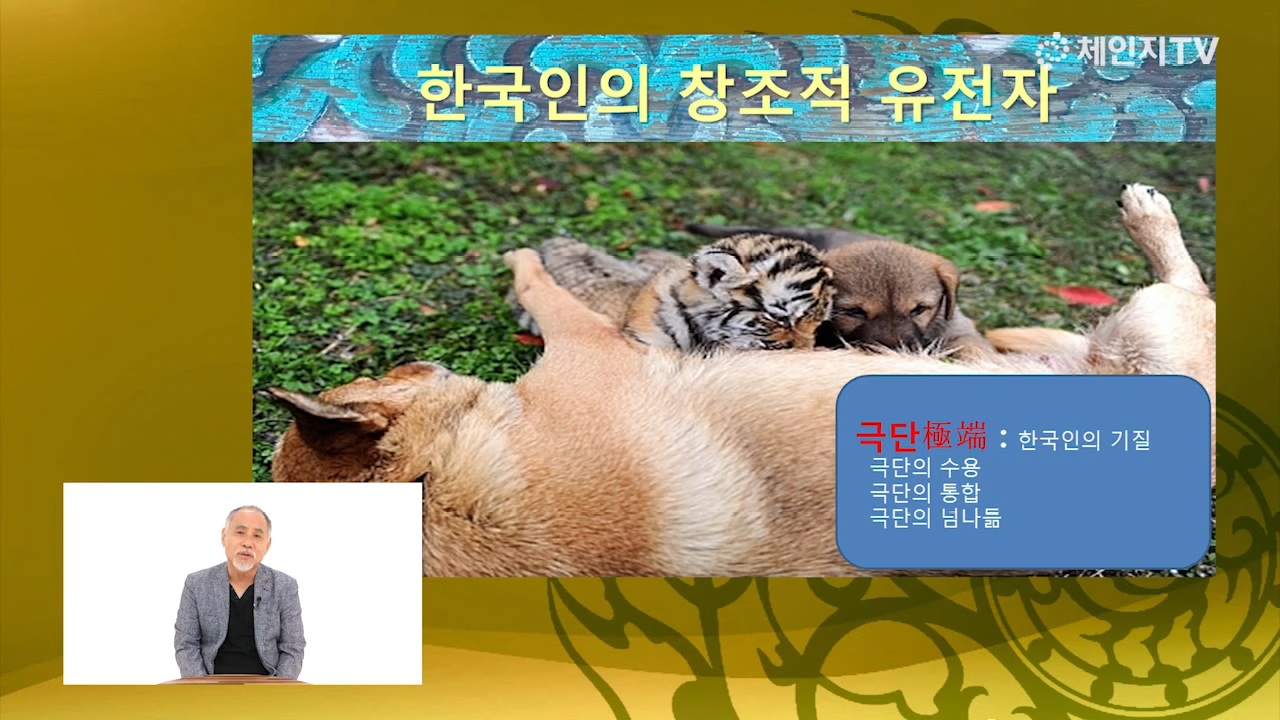 체인지TV
한국인의 창조적 유전자
극단極端 : 한국인의 기질
극단의 수용
극단의 통합
극단의 넘나듦